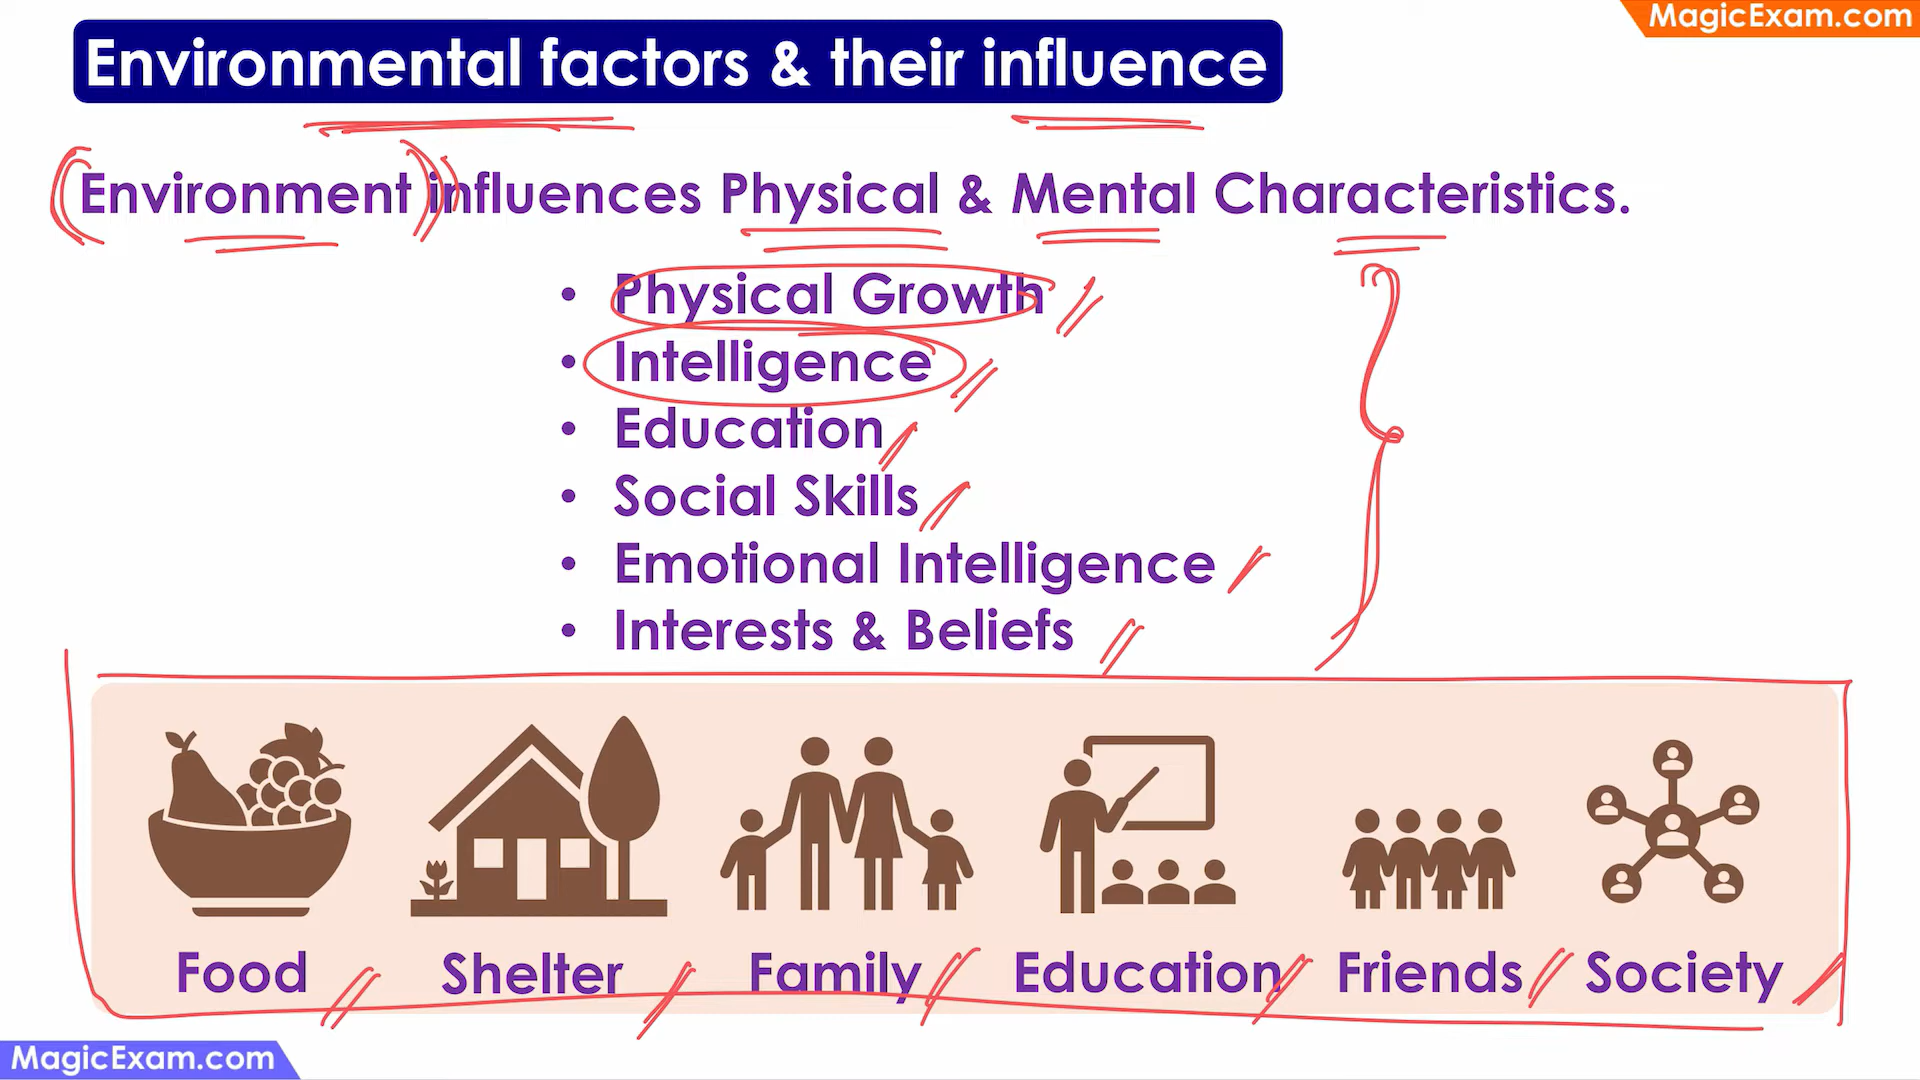 MagicExam.com
Environmental factors & their influence
Environment influences Physical & Mental Characteristics.
• Physical Growth
• Intelligence
• Education
• Social Skills
• Emotional Intelligence
• Interests & Beliefs
Food Shelter Family Education Friends Society
MagicExam.com